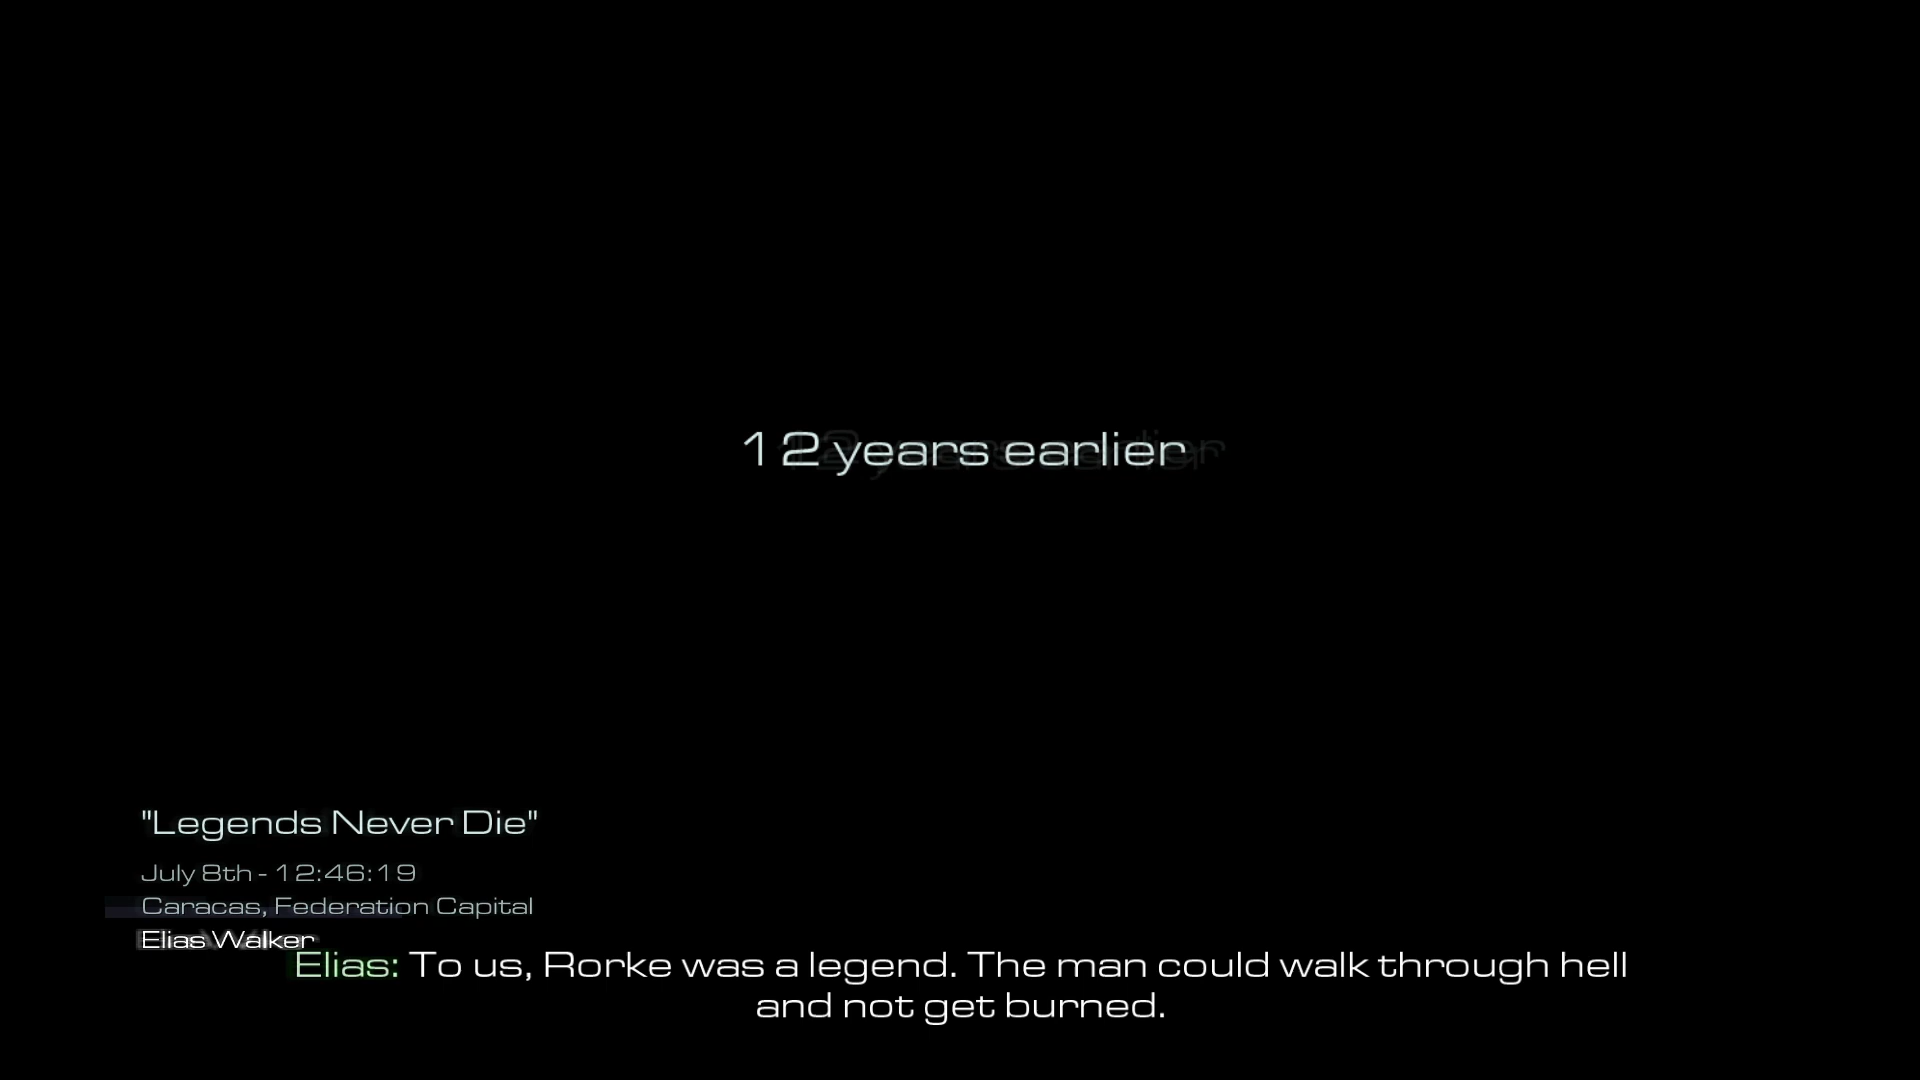 12 years earlier
"Legends Never Die"
July 8th - 12:46:19
Caracas, Federation Capital
Elias Walker
Elias: To us, Rorke was a legend. The man could walk through hell
and not get burned.